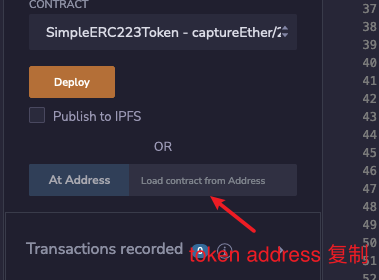 CONTRACT
SimpleERC223Token - captureEther/2
Deploy
Publish to IPFS
OR
At Address
Load contract from Address
Transactions recorded
token address 复制
37
38
39
40
41
42
43
44
45
46
47
48
49
50
51
52